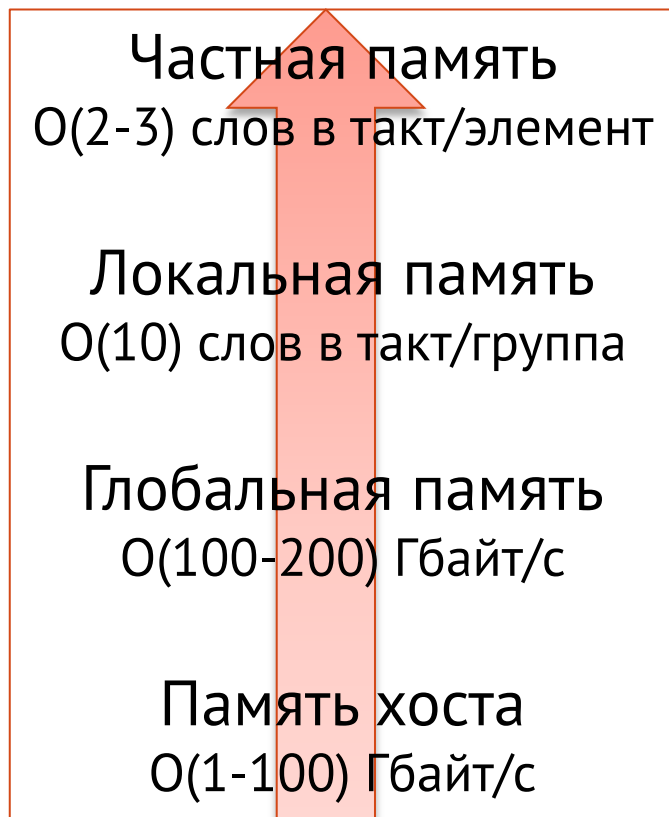 Частная память
O(2-3) слов в такт/элемент
Локальная память
O(10) слов в такт/группа
Глобальная память
O(100-200) Гбайт/с
Память хоста
O(1-100) Гбайт/с